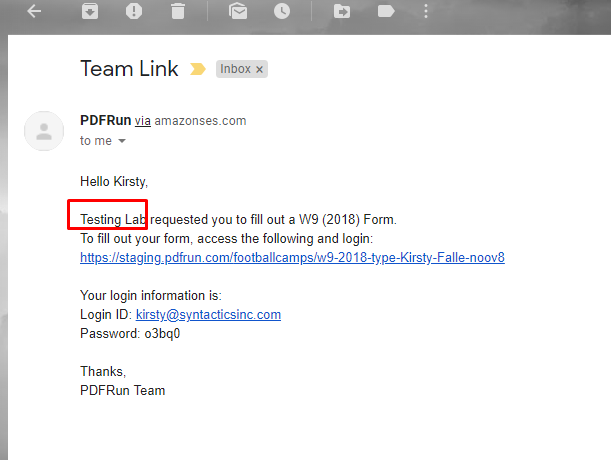 Team Link Inbox ×
PDFRun via amazonses.com
to me
Hello Kirsty,
Testing Lab requested you to fill out a W9 (2018) Form.
To fill out your form, access the following and login:
https://staging.pdfrun.com/footballcamps/w9-2018-type-Kirsty-Falle-noov8
Your login information is:
Login ID: kirsty@syntacticsinc.com
Password: o3bq0
Thanks,
PDFRun Team